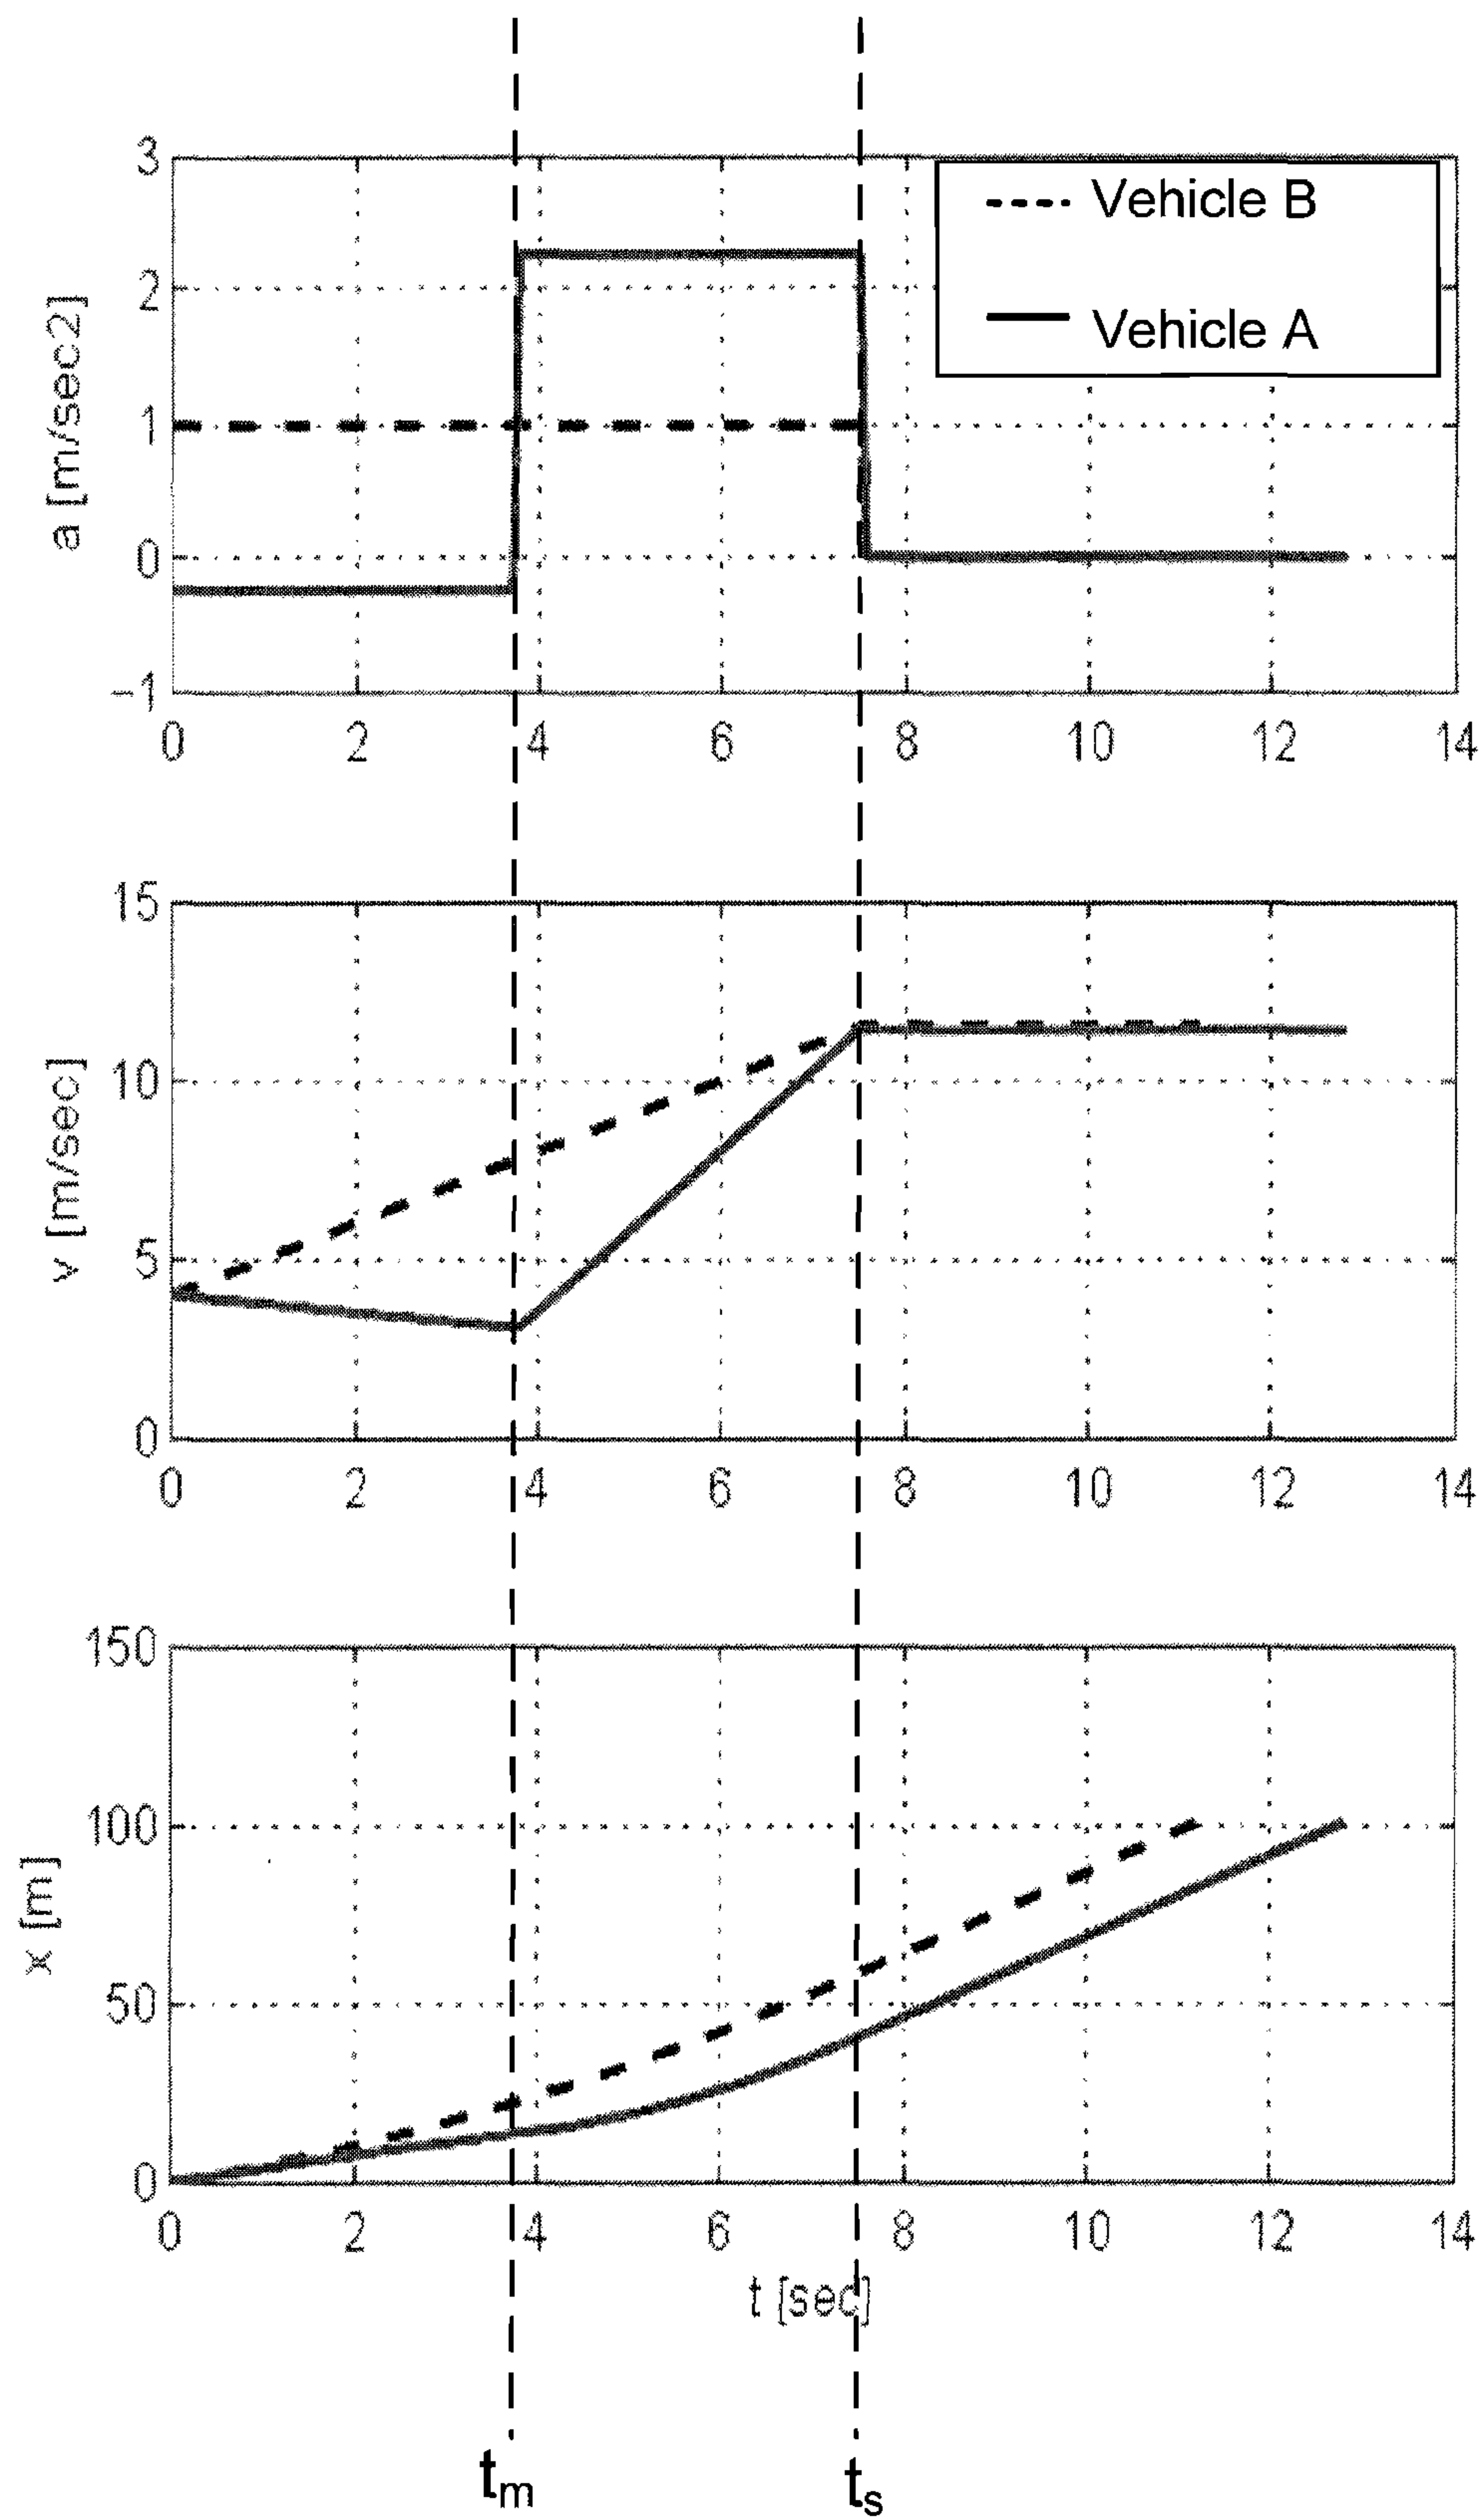 3
2
1
0
-1
a [m/sec2]
Vehicle B
Vehicle A
0 2 4 6 8 10 12 14
15
10
5
0
v [m/sec]
0 2 4 6 8 10 12 14
150
100
50
0
x [m]
0 2 4 6 8 10 12 14
t [sec]
tm ts